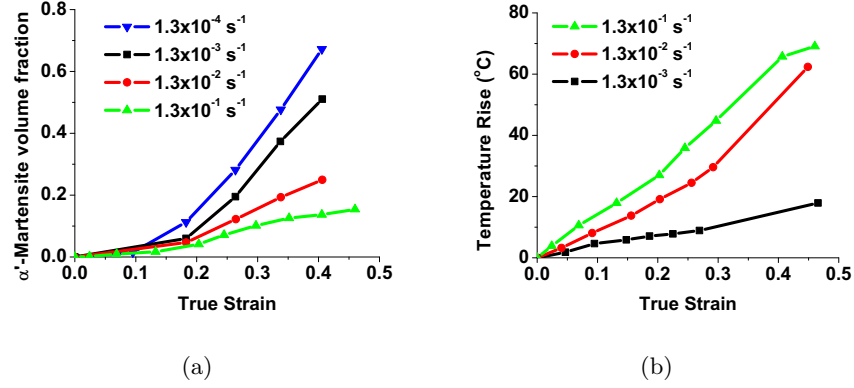 α'-Martensite volume fraction
0.8
0.6
0.4
0.2
0.0
1.3x10⁻⁴ s⁻¹
1.3x10⁻³ s⁻¹
1.3x10⁻² s⁻¹
1.3x10⁻¹ s⁻¹
0.0 0.1 0.2 0.3 0.4 0.5
True Strain
(a)
Temperature Rise (°C)
80
60
40
20
0
1.3x10⁻¹ s⁻¹
1.3x10⁻² s⁻¹
1.3x10⁻³ s⁻¹
0.0 0.1 0.2 0.3 0.4 0.5
True Strain
(b)